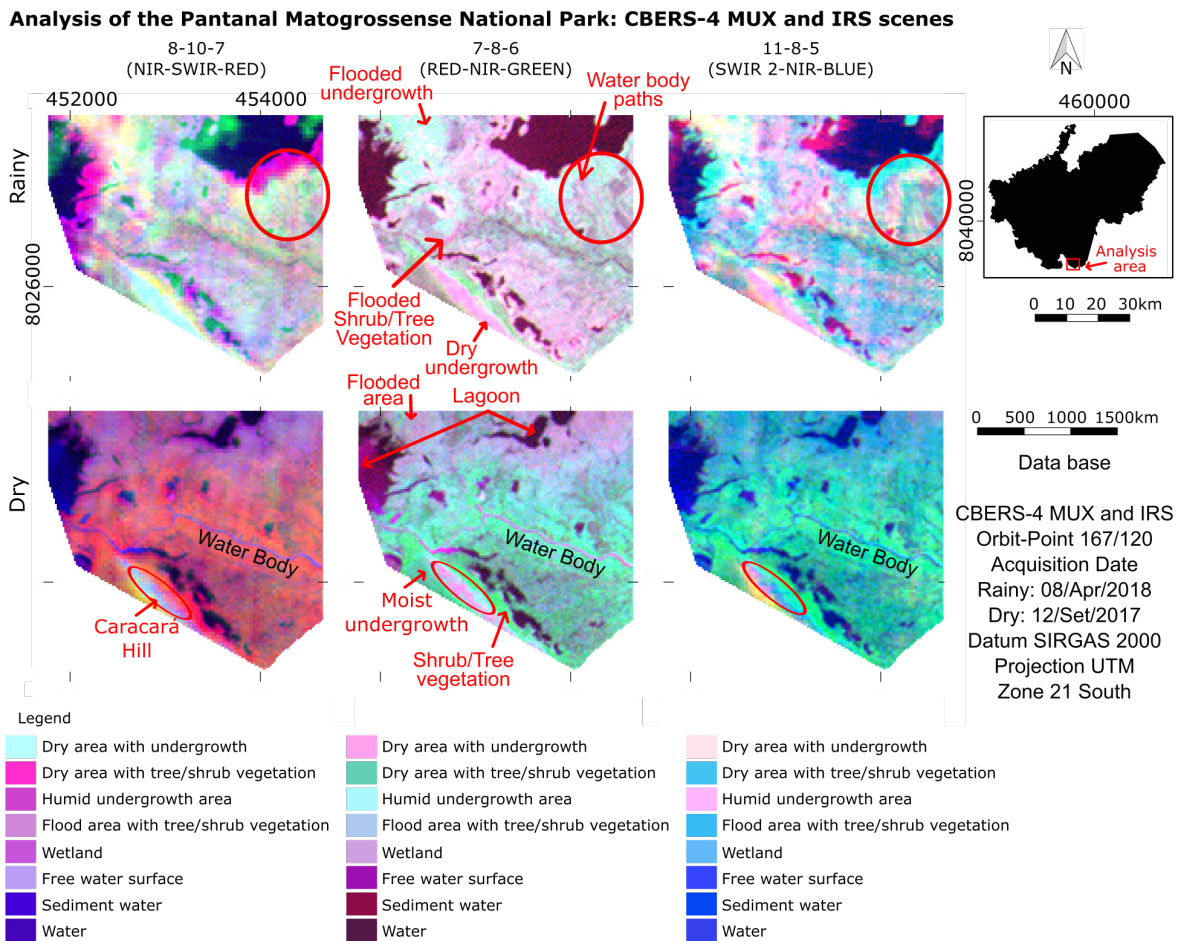 Analysis of the Pantanal Matogrossense National Park: CBERS-4 MUX and IRS scenes
8-10-7
(NIR-SWIR-RED)
7-8-6
(RED-NIR-GREEN)
11-8-5
(SWIR 2-NIR-BLUE)
N
452000
454000
Flooded
undergrowth
Water body
paths
460000
Rainy
8026000
8040000
Analysis
area
0 10 20 30km
Flooded
Shrub/Tree
Vegetation
Dry
undergrowth
Flooded
area
Lagoon
0 500 1000 1500km
Data base
Dry
Water Body
Water Body
Water Body
Caracará
Hill
Moist
undergrowth
Shrub/Tree
vegetation
CBERS-4 MUX and IRS
Orbit-Point 167/120
Acquisition Date
Rainy: 08/Apr/2018
Dry: 12/Set/2017
Datum SIRGAS 2000
Projection UTM
Zone 21 South
Legend
Dry area with undergrowth
Dry area with tree/shrub vegetation
Humid undergrowth area
Flood area with tree/shrub vegetation
Wetland
Free water surface
Sediment water
Water
Dry area with undergrowth
Dry area with tree/shrub vegetation
Humid undergrowth area
Flood area with tree/shrub vegetation
Wetland
Free water surface
Sediment water
Water
Dry area with undergrowth
Dry area with tree/shrub vegetation
Humid undergrowth area
Flood area with tree/shrub vegetation
Wetland
Free water surface
Sediment water
Water